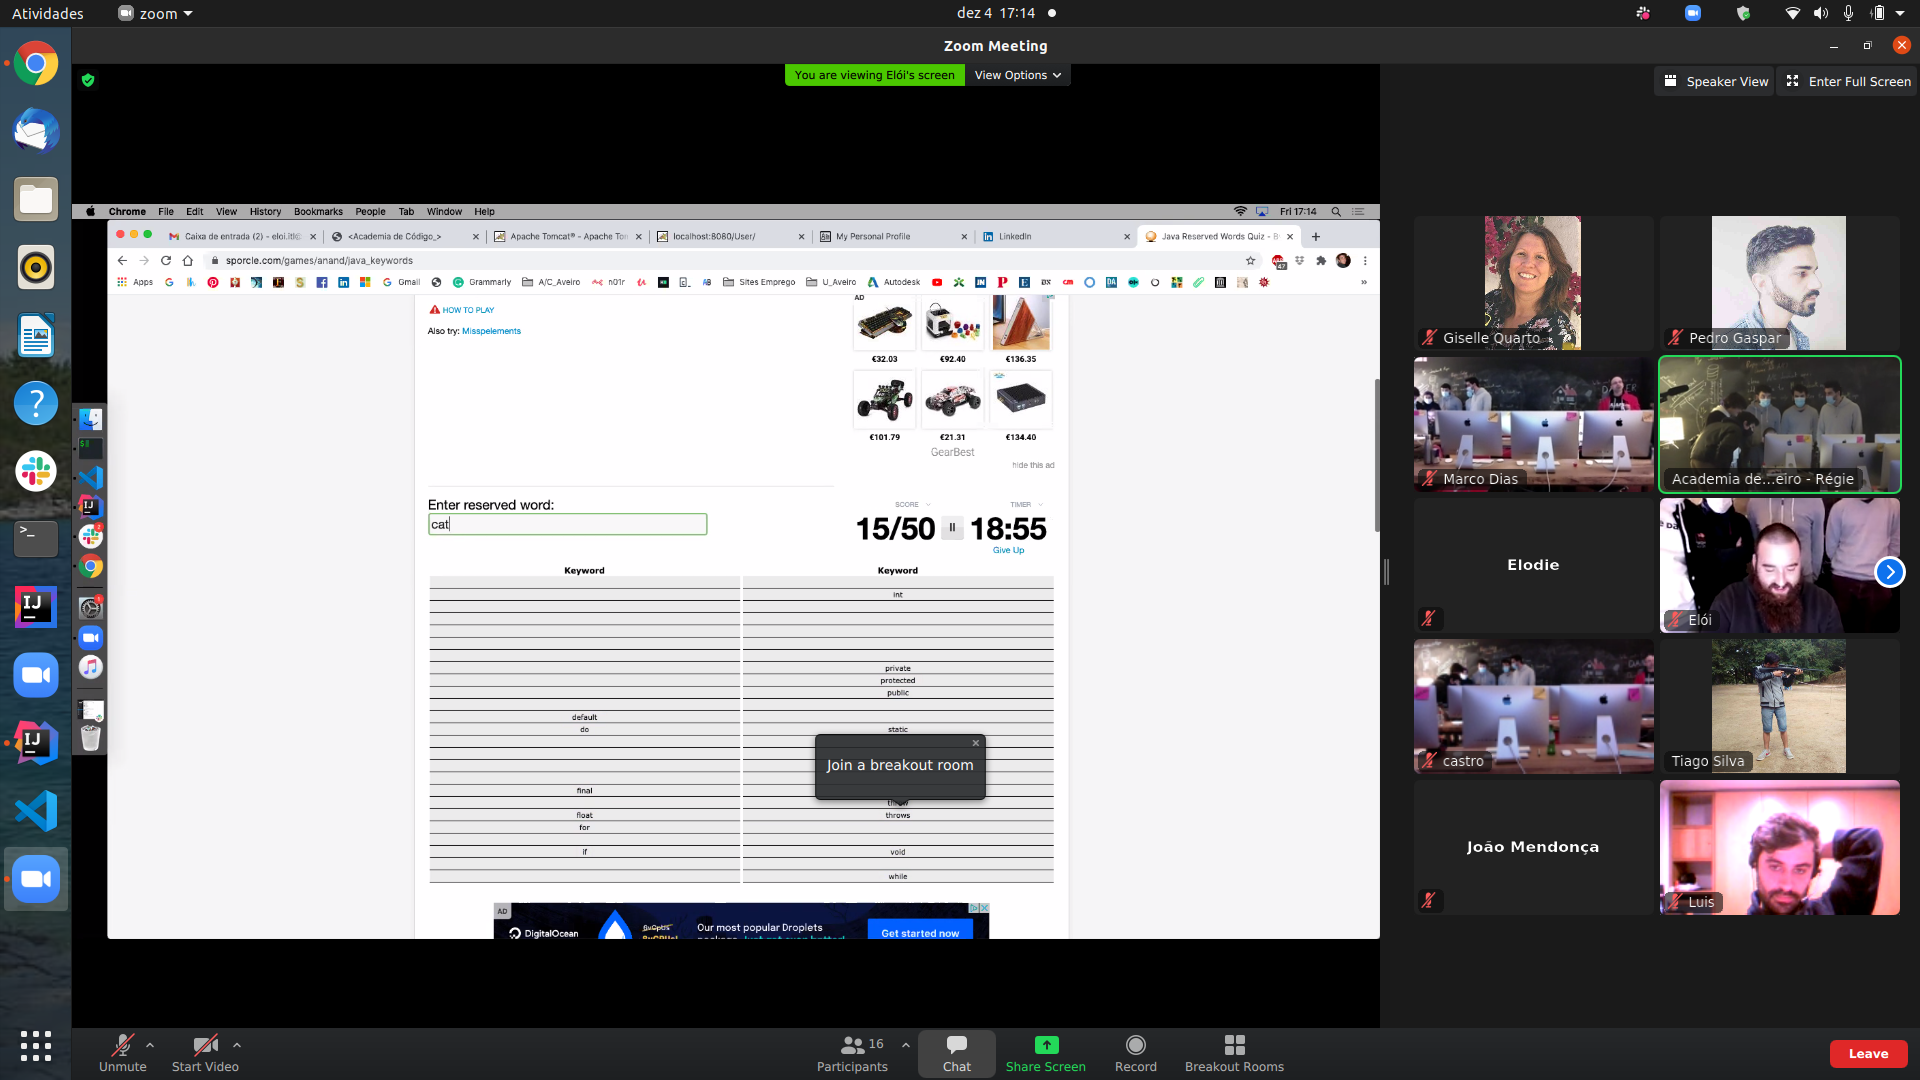 Atividades
zoom
dez 4 17:14
Zoom Meeting
You are viewing Elói's screen
View Options
Speaker View
Enter Full Screen
Chrome File Edit View History Bookmarks People Tab Window Help
Fri 17:14
Caixa de entrada (2) - eloi.itl
<Academia de Código_>
Apache Tomcat® - Apache Tom
localhost:8080/User/
My Personal Profile
LinkedIn
Java Reserved Words Quiz - B
sporcle.com/games/anand/java_keywords
47
Apps
Gmail
Grammarly
A/C_Aveiro
n01r
Sites Emprego
U_Aveiro
Autodesk
HOW TO PLAY
Also try: Misspelements
AD
€32.03
€92.40
€136.35
€101.79
€21.31
€134.40
GearBest
hide this ad
Enter reserved word:
cat
SCORE
TIMER
15/50
18:55
Give Up
Keyword
Keyword
int
private
protected
public
default
do
static
Join a breakout room
final
throw
float
throws
for
if
void
while
AD
DigitalOcean
Our most popular Droplets
Get started now
Giselle Quarto
Pedro Gaspar
Marco Dias
Academia de...eiro - Régie
Elodie
Elói
castro
Tiago Silva
João Mendonça
Luis
Unmute
Start Video
16
Participants
Chat
Share Screen
Record
Breakout Rooms
Leave